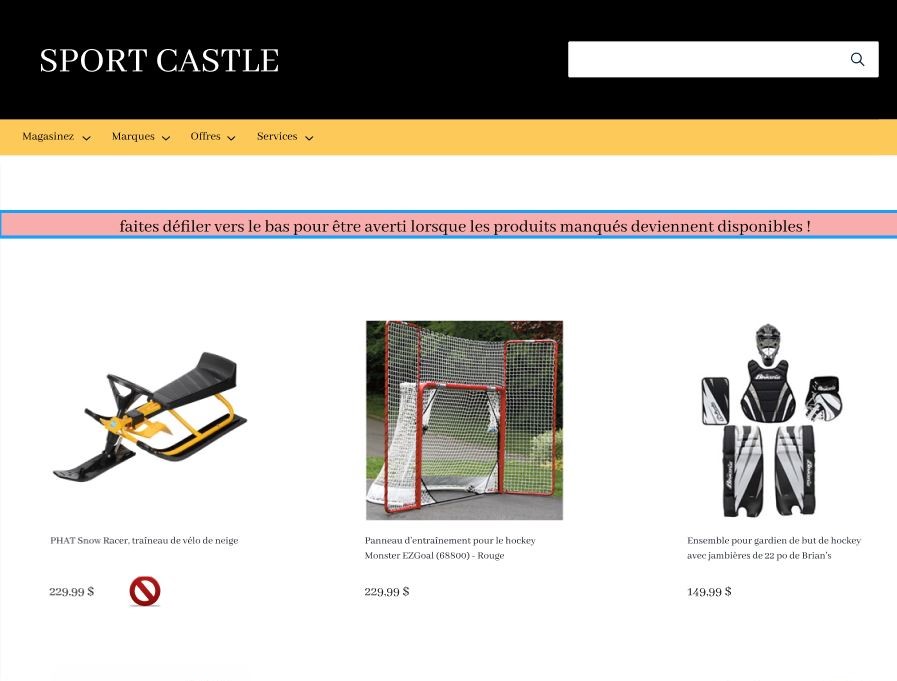 SPORT CASTLE
Magasinez Marques Offres Services
faites défiler vers le bas pour être averti lorsque les produits manqués deviennent disponibles !
Brian's
PHAT Snow Racer, traîneau de vélo de neige
Panneau d'entraînement pour le hockey
Monster EZGoal (68800) - Rouge
Ensemble pour gardien de but de hockey
avec jambières de 22 po de Brian's
229.99 $
229.99 $
149.99 $